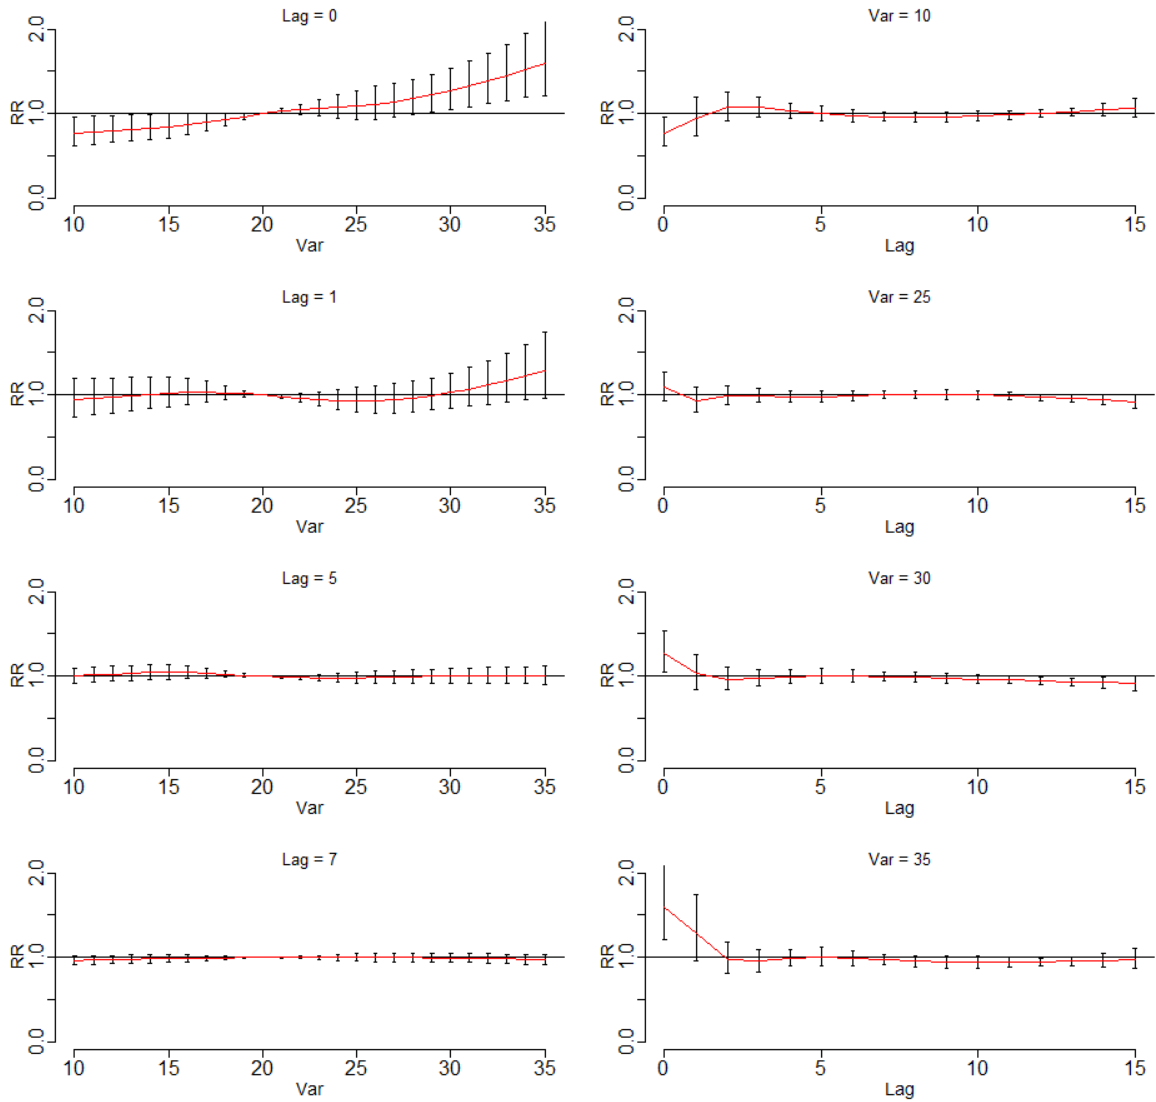 Lag = 0
2.0
1.0
0.0
RR
10 15 20 25 30 35
Var
Var = 10
2.0
1.0
0.0
RR
0 5 10 15
Lag
Lag = 1
2.0
1.0
0.0
RR
10 15 20 25 30 35
Var
Var = 25
2.0
1.0
0.0
RR
0 5 10 15
Lag
Lag = 5
2.0
1.0
0.0
RR
10 15 20 25 30 35
Var
Var = 30
2.0
1.0
0.0
RR
0 5 10 15
Lag
Lag = 7
2.0
1.0
0.0
RR
10 15 20 25 30 35
Var
Var = 35
2.0
1.0
0.0
RR
0 5 10 15
Lag